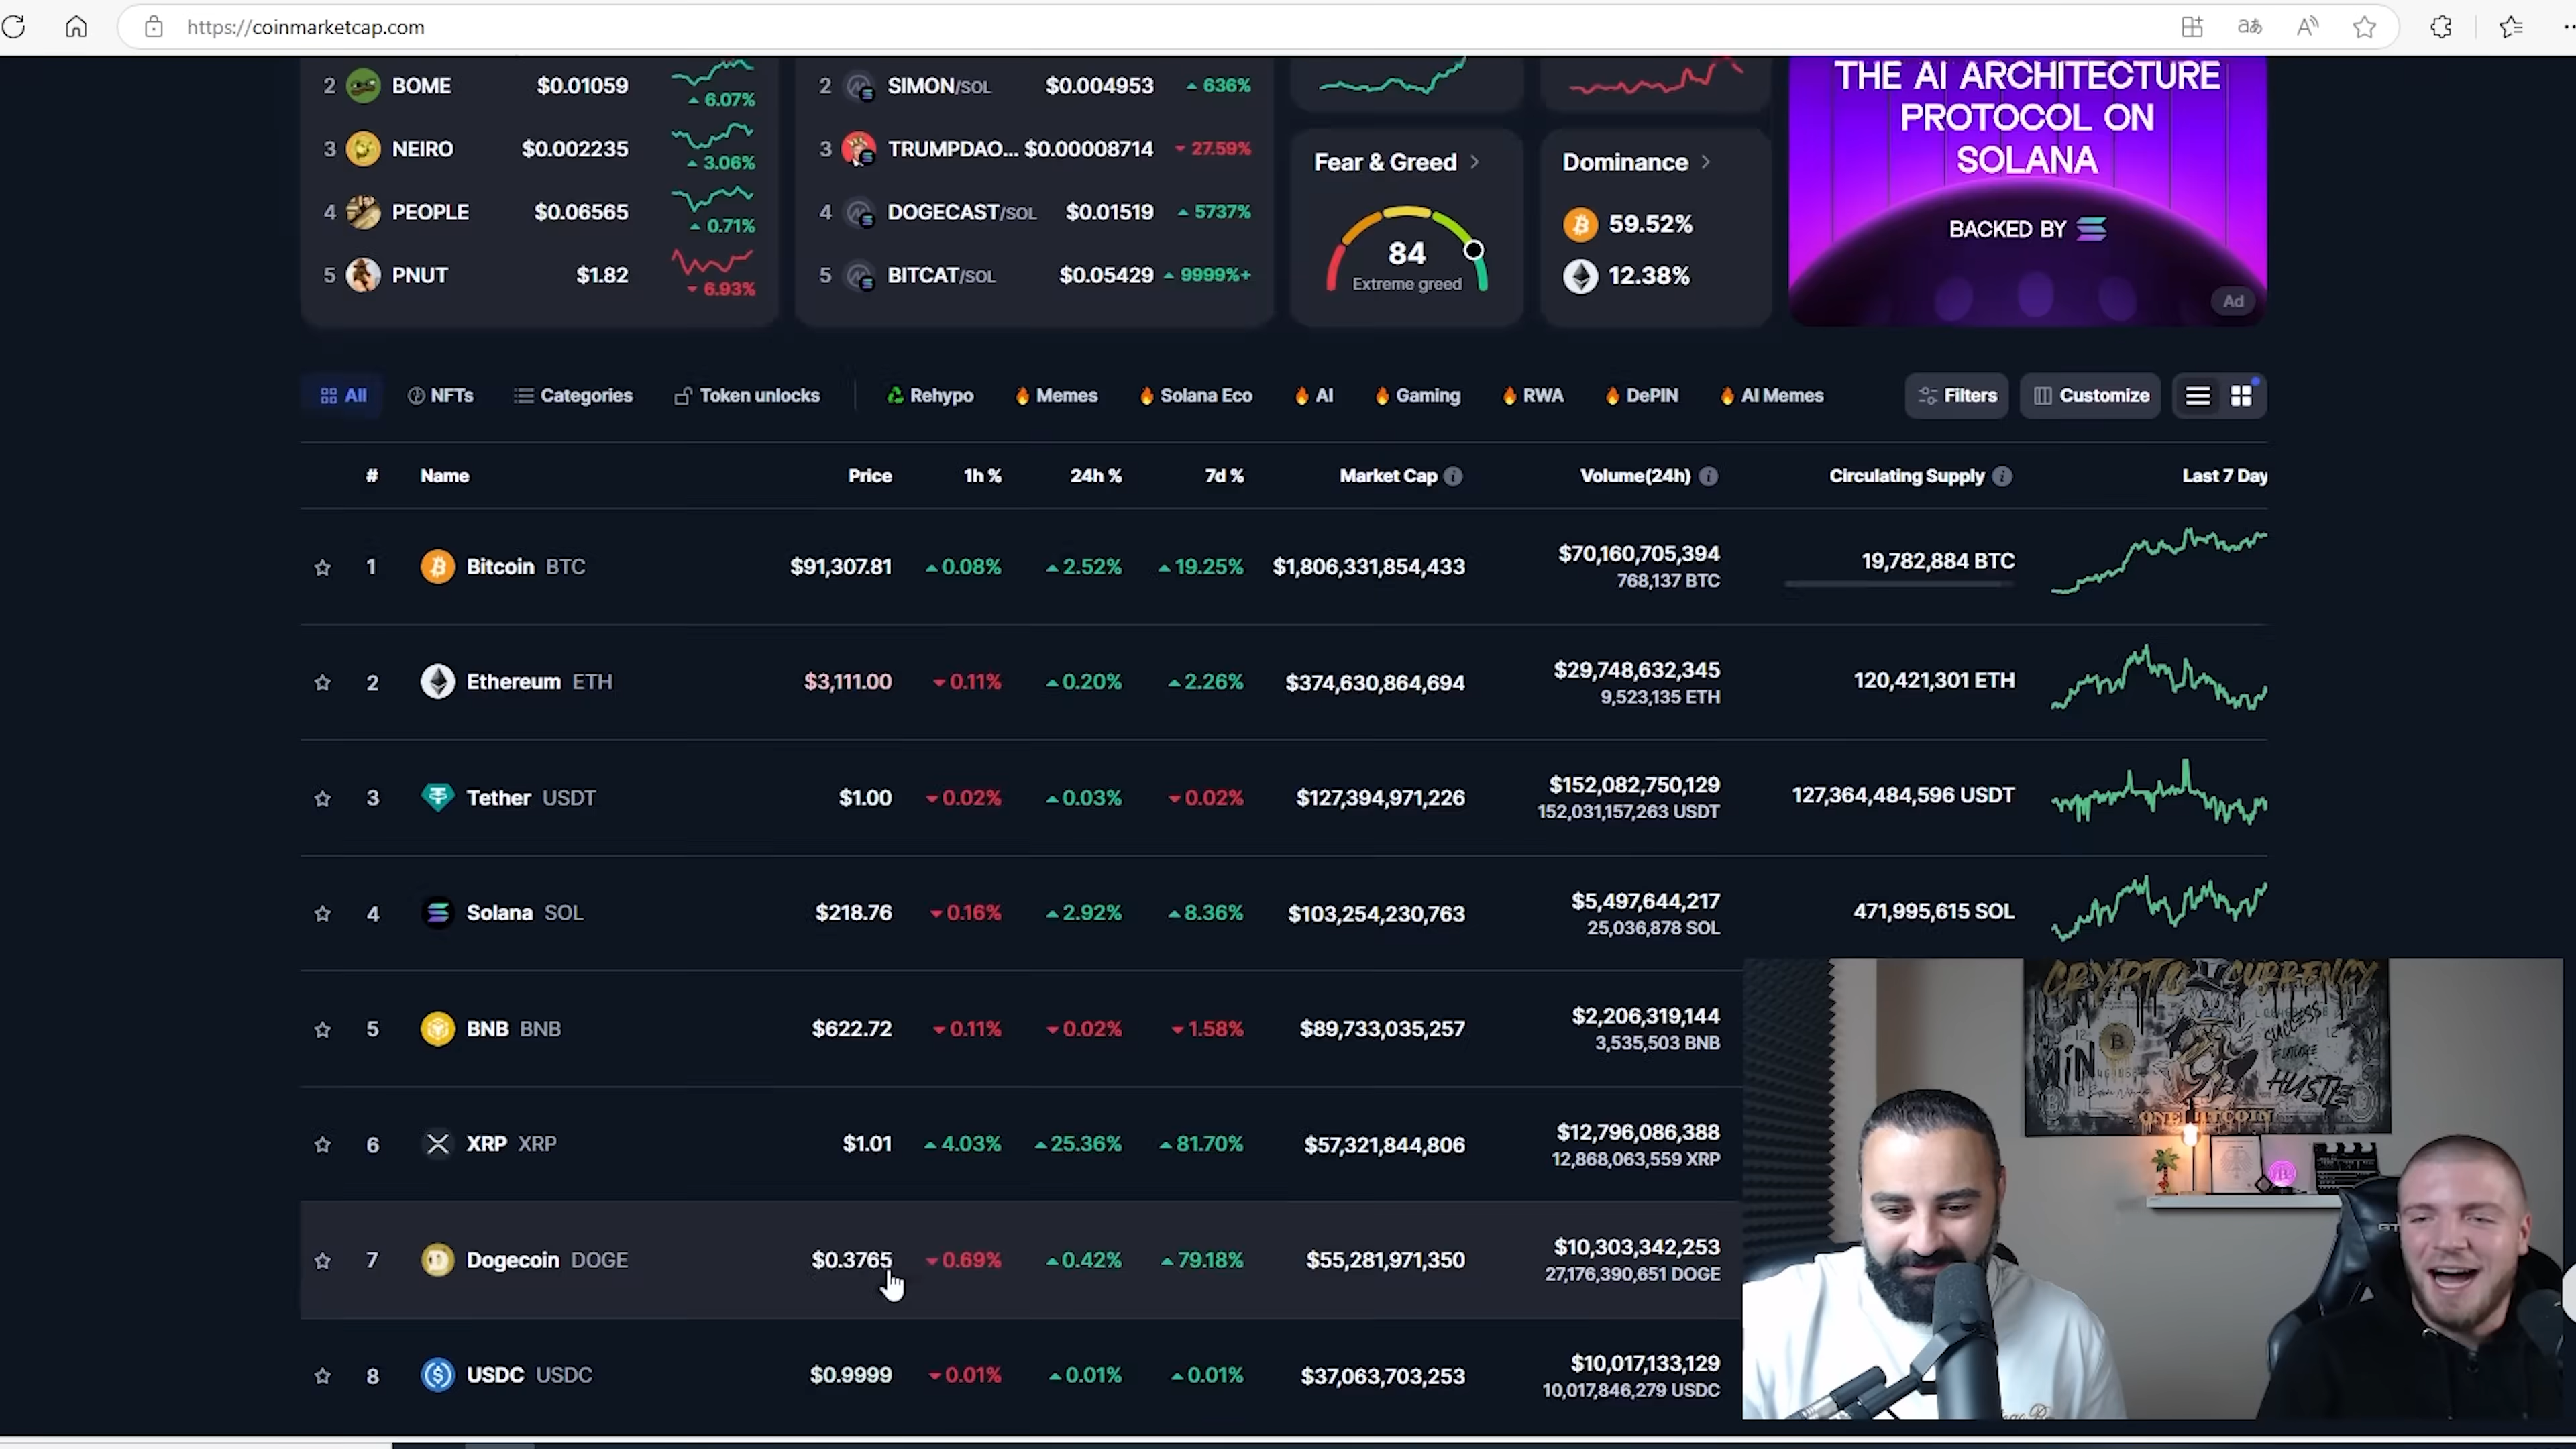 https://coinmarketcap.com
2 BOME $0.01059 6.07%
3 NEIRO $0.002235 3.06%
4 PEOPLE $0.06565 0.71%
5 PNUT $1.82 6.93%
2 SIMON/SOL $0.004953 636%
3 TRUMPDAO... $0.00008714 27.59%
4 DOGECAST/SOL $0.01519 5737%
5 BITCAT/SOL $0.05429 9999%+
Fear & Greed
84
Extreme greed
Dominance
59.52%
12.38%
THE AI ARCHITECTURE
PROTOCOL ON
SOLANA
BACKED BY
Ad
All NFTs Categories Token unlocks Rehypo Memes Solana Eco AI Gaming RWA DePIN AI Memes Filters Customize
# Name Price 1h % 24h % 7d % Market Cap Volume(24h) Circulating Supply Last 7 Day
1 Bitcoin BTC $91,307.81 0.08% 2.52% 19.25% $1,806,331,854,433 $70,160,705,394 19,782,884 BTC
768,137 BTC
2 Ethereum ETH $3,111.00 0.11% 0.20% 2.26% $374,630,864,694 $29,748,632,345 120,421,301 ETH
9,523,135 ETH
3 Tether USDT $1.00 0.02% 0.03% 0.02% $127,394,971,226 $152,082,750,129 127,364,484,596 USDT
152,031,157,263 USDT
4 Solana SOL $218.76 0.16% 2.92% 8.36% $103,254,230,763 $5,497,644,217 471,995,615 SOL
25,036,878 SOL
5 BNB BNB $622.72 0.11% 0.02% 1.58% $89,733,035,257 $2,206,319,144
3,535,503 BNB
6 XRP XRP $1.01 4.03% 25.36% 81.70% $57,321,844,806 $12,796,086,388
12,868,063,559 XRP
7 Dogecoin DOGE $0.3765 0.69% 0.42% 79.18% $55,281,971,350 $10,303,342,253
27,176,390,651 DOGE
8 USDC USDC $0.9999 0.01% 0.01% 0.01% $37,063,703,253 $10,017,133,129
10,017,846,279 USDC
CRYPTO CURRENCY
SUCCESS
FUTURE
HUSTLE
WIN
ONE BITCOIN